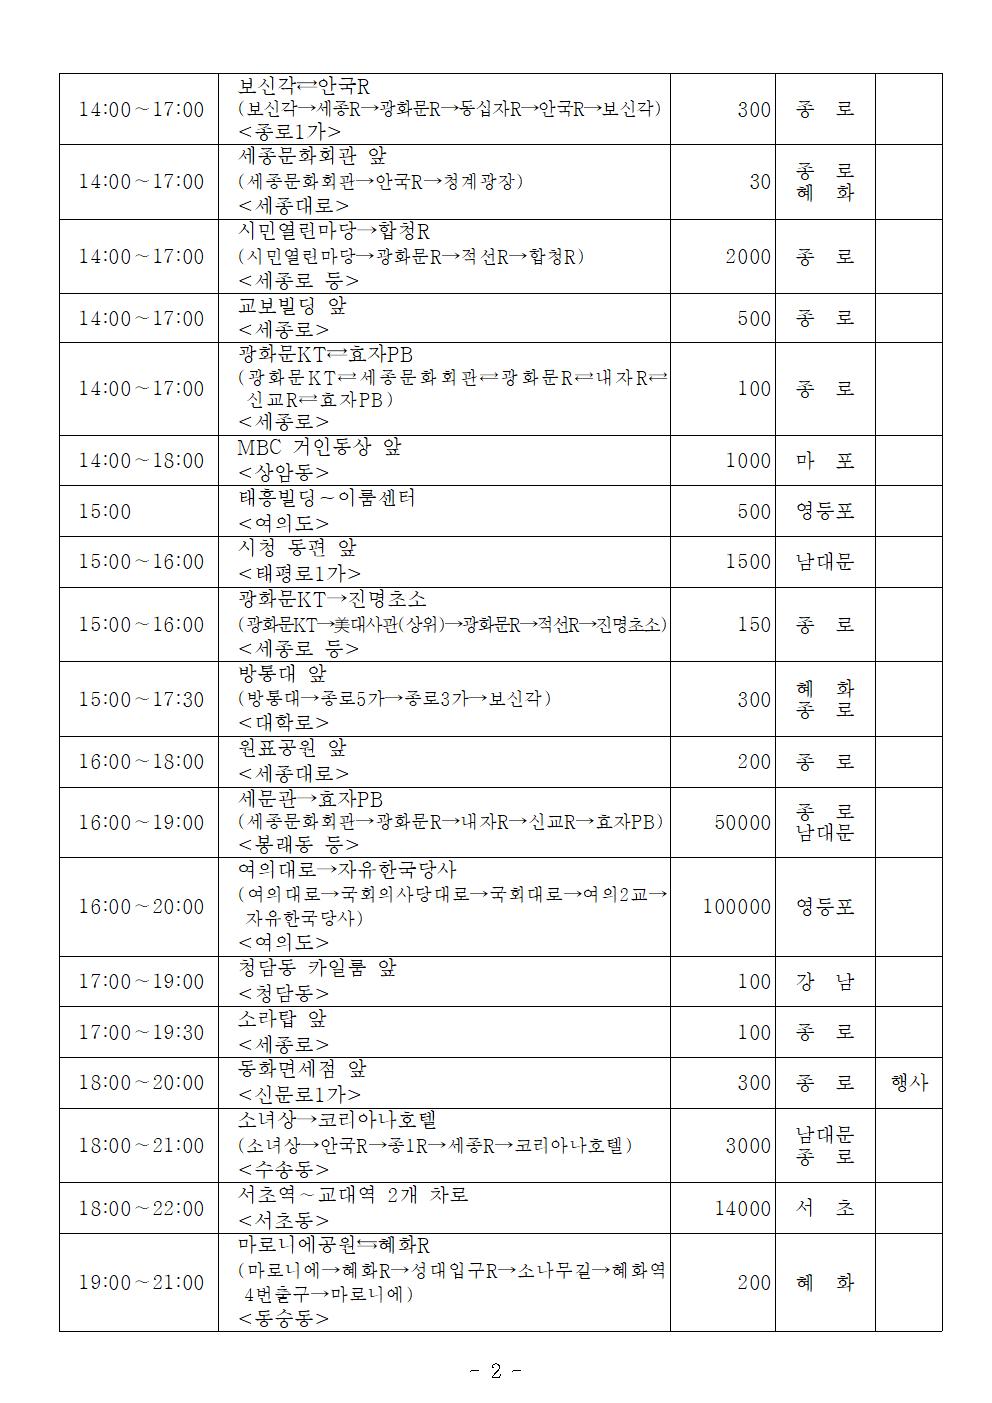 14:00~17:00
보신각⇄안국R
(보신각→세종R→광화문R→동십자R→안국R→보신각)
<종로1가>
300
종 로
14:00~17:00
세종문화회관 앞
(세종문화회관→안국R→청계광장)
<세종대로>
30
종 로
혜 화
14:00~17:00
시민열린마당→합청R
(시민열린마당→광화문R→적선R→합청R)
<세종로 등>
2000
종 로
14:00~17:00
교보빌딩 앞
<세종로>
500
종 로
14:00~17:00
광화문KT⇄효자PB
(광화문KT⇄세종문화회관⇄광화문R⇄내자R⇄
신교R⇄효자PB)
<세종로>
100
종 로
14:00~18:00
MBC 거인동상 앞
<상암동>
1000
마 포
15:00
태흥빌딩~이룸센터
<여의도>
500
영등포
15:00~16:00
시청 동편 앞
<태평로1가>
1500
남대문
15:00~16:00
광화문KT→진명초소
(광화문KT→美대사관(상위)→광화문R→적선R→진명초소)
<세종로 등>
150
종 로
15:00~17:30
방통대 앞
(방통대→종로5가→종로3가→보신각)
<대학로>
300
혜 화
종 로
16:00~18:00
원표공원 앞
<세종대로>
200
종 로
16:00~19:00
세문관→효자PB
(세종문화회관→광화문R→내자R→신교R→효자PB)
<봉래동 등>
50000
종 로
남대문
16:00~20:00
여의대로→자유한국당사
(여의대로→국회의사당대로→국회대로→여의2교→
자유한국당사)
<여의도>
100000
영등포
17:00~19:00
청담동 카일룸 앞
<청담동>
100
강 남
17:00~19:30
소라탑 앞
<세종로>
100
종 로
18:00~20:00
동화면세점 앞
<신문로1가>
300
종 로
행사
18:00~21:00
소녀상→코리아나호텔
(소녀상→안국R→종1R→세종R→코리아나호텔)
<수송동>
3000
남대문
종 로
18:00~22:00
서초역~교대역 2개 차로
<서초동>
14000
서 초
19:00~21:00
마로니에공원⇆혜화R
(마로니에→혜화R→성대입구R→소나무길→혜화역
4번출구→마로니에)
<동숭동>
200
혜 화
- 2 -